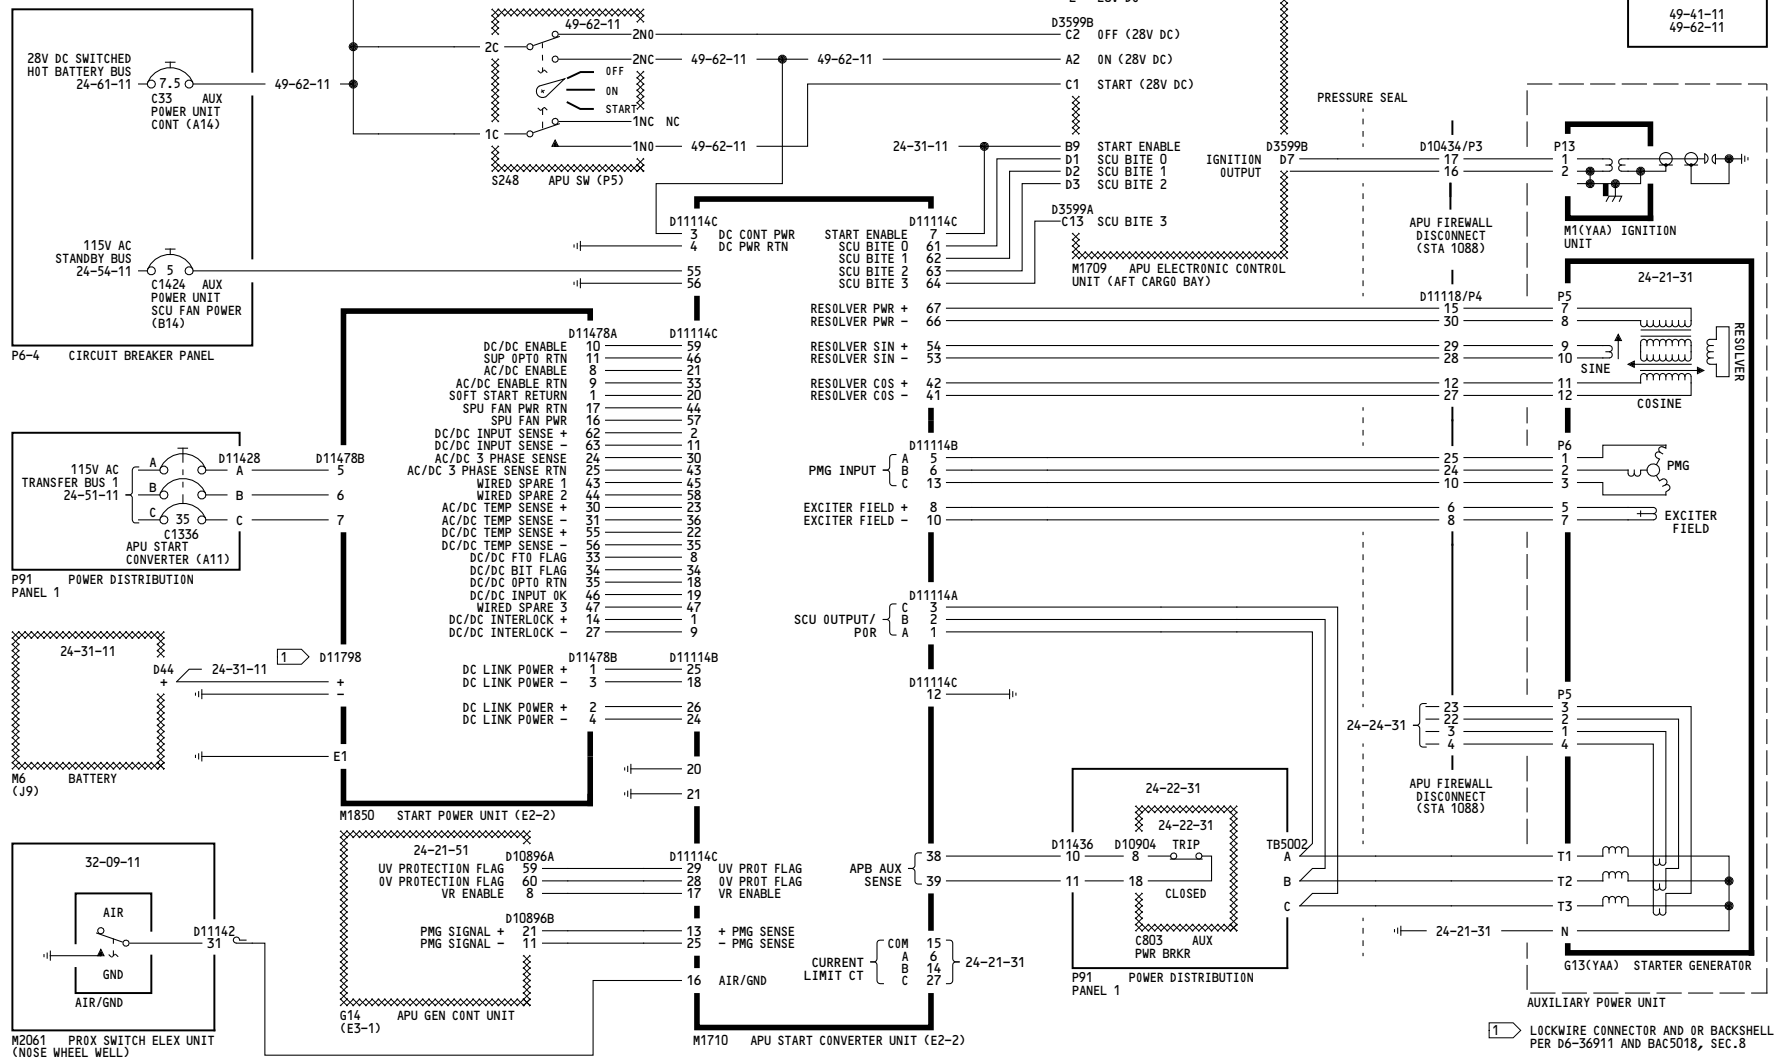 28V DC SWITCHED
HOT BATTERY BUS
24-61-11
7.5
C33 AUX
POWER UNIT
CONT (A14)
49-62-11
115V AC
STANDBY BUS
24-54-11
5
C1424 AUX
POWER UNIT
SCU FAN POWER
(B14)
P6-4 CIRCUIT BREAKER PANEL
49-62-11
2C
1C
2NO
2NC
OFF
ON
START
1NC NC
1NO
S248 APU SW (P5)
49-62-11
49-62-11
49-62-11
D3599B
C2 OFF (28V DC)
A2 ON (28V DC)
C1 START (28V DC)
24-31-11
B9 START ENABLE
D1 SCU BITE 0
D2 SCU BITE 1
D3 SCU BITE 2
D3599A
C13 SCU BITE 3
IGNITION
OUTPUT
D3599B
D7
M1709 APU ELECTRONIC CONTROL
UNIT (AFT CARGO BAY)
PRESSURE SEAL
D10434/P3
17
16
APU FIREWALL
DISCONNECT
(STA 1088)
49-41-11
49-62-11
P13
1
2
M1(YAA) IGNITION
UNIT
D11114C
3 DC CONT PWR
4 DC PWR RTN
55
56
D11114C
START ENABLE 7
SCU BITE 0 61
SCU BITE 1 62
SCU BITE 2 63
SCU BITE 3 64
RESOLVER PWR + 67
RESOLVER PWR - 66
RESOLVER SIN + 54
RESOLVER SIN - 53
RESOLVER COS + 42
RESOLVER COS - 41
D11118/P4
15
30
29
28
12
27
24-21-31
P5
7
8
9
10
11
12
SINE
COSINE
RESOLVER
D11478A D11114C
DC/DC ENABLE 10 59
SUP OPTO RTN 11 46
AC/DC ENABLE 8 21
AC/DC ENABLE RTN 9 33
SOFT START RETURN 1 20
SPU FAN PWR RTN 17 44
SPU FAN PWR 16 57
DC/DC INPUT SENSE + 62 2
DC/DC INPUT SENSE - 63 11
AC/DC 3 PHASE SENSE 24 30
AC/DC 3 PHASE SENSE RTN 25 43
WIRED SPARE 1 43 45
WIRED SPARE 2 44 58
AC/DC TEMP SENSE + 30 23
AC/DC TEMP SENSE - 31 36
DC/DC TEMP SENSE + 55 22
DC/DC TEMP SENSE - 56 35
DC/DC FTO FLAG 33 8
DC/DC BIT FLAG 34 34
DC/DC OPTO RTN 35 18
DC/DC INPUT OK 46 19
WIRED SPARE 3 47 47
DC/DC INTERLOCK + 14 1
DC/DC INTERLOCK - 27 9
D11478B D11114B
DC LINK POWER + 1 25
DC LINK POWER - 3 18
DC LINK POWER + 2 26
DC LINK POWER - 4 24
20
21
115V AC
TRANSFER BUS 1
24-51-11
A
B
C
35
C1336
APU START
CONVERTER (A11)
D11428
A
B
C
D11478B
5
6
7
P91 POWER DISTRIBUTION
PANEL 1
24-31-11
D44
+
24-31-11
1
D11798
+
-
E1
M6 BATTERY
(J9)
M1850 START POWER UNIT (E2-2)
D11114B
PMG INPUT
A 5
B 6
C 13
EXCITER FIELD + 8
EXCITER FIELD - 10
25
24
10
6
8
P6
1
2
3
5
7
PMG
EXCITER
FIELD
D11114A
SCU OUTPUT/
POR
C 3
B 2
A 1
D11114C
12
24-24-31
23
22
3
4
P5
3
2
1
4
APU FIREWALL
DISCONNECT
(STA 1088)
24-21-51
D10896A
UV PROTECTION FLAG 59
OV PROTECTION FLAG 60
VR ENABLE 8
D10896B
PMG SIGNAL + 21
PMG SIGNAL - 11
G14 APU GEN CONT UNIT
(E3-1)
D11114C
29 UV PROT FLAG
28 OV PROT FLAG
17 VR ENABLE
13 + PMG SENSE
25 - PMG SENSE
16 AIR/GND
APB AUX
SENSE
38
39
CURRENT
LIMIT CT
COM 15
A 6
B 14
C 27
24-21-31
M1710 APU START CONVERTER UNIT (E2-2)
24-22-31
24-22-31
D11436
10
11
D10904
8
18
TRIP
CLOSED
C803 AUX
PWR BRKR
TB5002
A
B
C
P91 POWER DISTRIBUTION
PANEL 1
T1
T2
T3
24-21-31
N
G13(YAA) STARTER GENERATOR
AUXILIARY POWER UNIT
32-09-11
AIR
GND
AIR/GND
D11142
31
M2061 PROX SWITCH ELEX UNIT
(NOSE WHEEL WELL)
1 LOCKWIRE CONNECTOR AND OR BACKSHELL
PER D6-36911 AND BAC5018, SEC.8